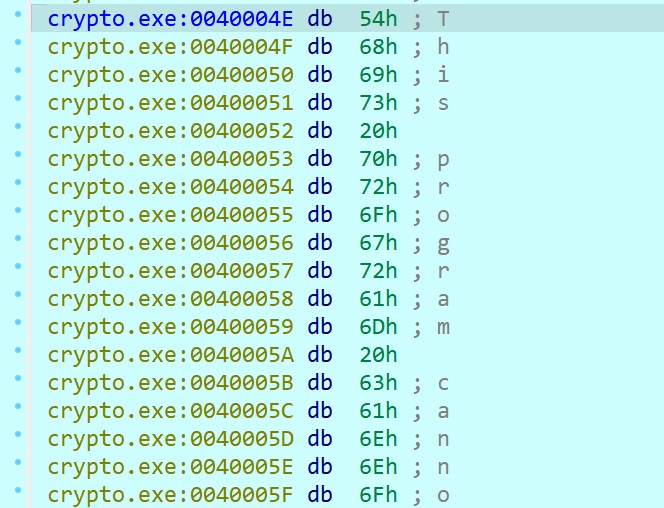 crypto.exe:0040004E db 54h ; T
crypto.exe:0040004F db 68h ; h
crypto.exe:00400050 db 69h ; i
crypto.exe:00400051 db 73h ; s
crypto.exe:00400052 db 20h
crypto.exe:00400053 db 70h ; p
crypto.exe:00400054 db 72h ; r
crypto.exe:00400055 db 6Fh ; o
crypto.exe:00400056 db 67h ; g
crypto.exe:00400057 db 72h ; r
crypto.exe:00400058 db 61h ; a
crypto.exe:00400059 db 6Dh ; m
crypto.exe:0040005A db 20h
crypto.exe:0040005B db 63h ; c
crypto.exe:0040005C db 61h ; a
crypto.exe:0040005D db 6Eh ; n
crypto.exe:0040005E db 6Eh ; n
crypto.exe:0040005F db 6Fh ; o